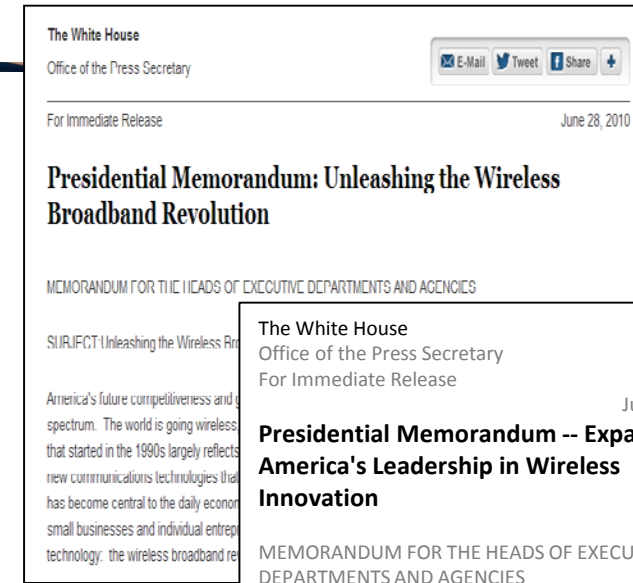 The White House
Office of the Press Secretary
E-Mail Tweet Share
For Immediate Release
June 28, 2010
Presidential Memorandum: Unleashing the Wireless
Broadband Revolution
MEMORANDUM FOR THE HEADS OF EXECUTIVE DEPARTMENTS AND AGENCIES
SUBJECT:Unleashing the Wireless
America's future competitiveness and
spectrum. The world is going wireless,
that started in the 1990s largely reflects
new communications technologies that
has become central to the daily
small businesses and individual
technology: the wireless broadband
The White House
Office of the Press Secretary
For Immediate Release
Presidential Memorandum --
America's Leadership in Wireless
Innovation
MEMORANDUM FOR THE HEADS OF
DEPARTMENTS AND AGENCIES